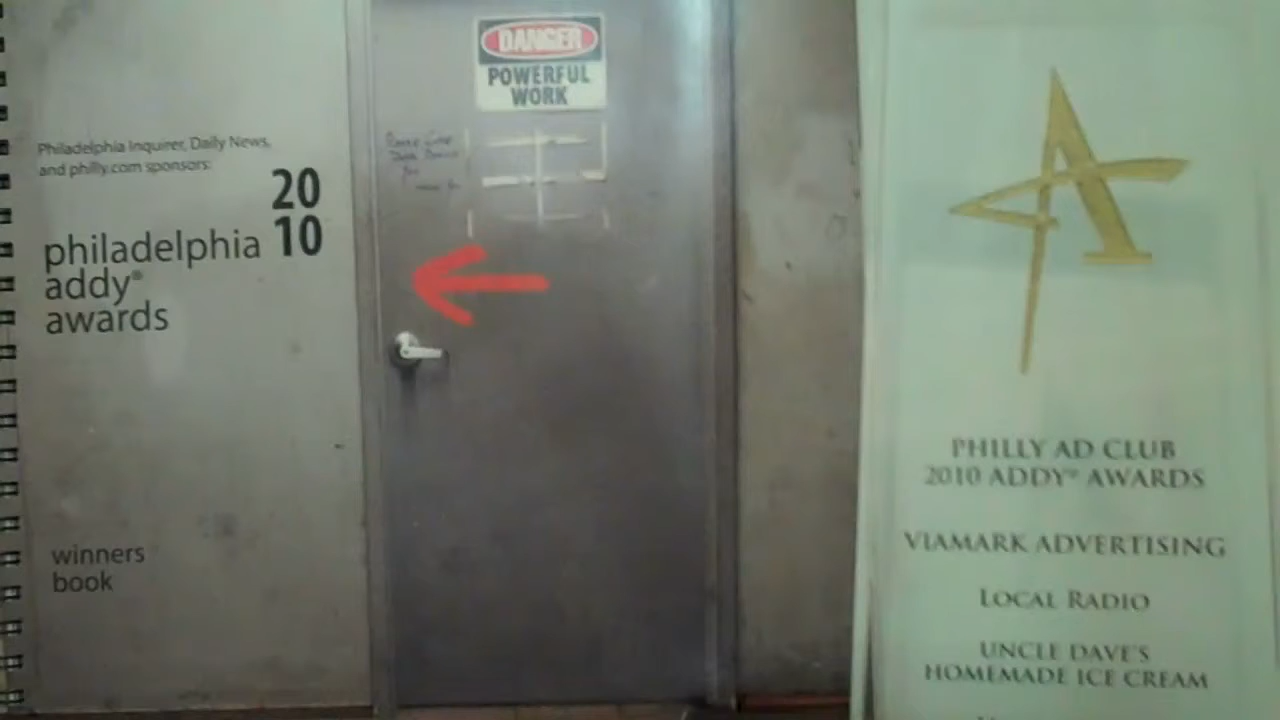 Philadelphia Inquirer, Daily News,
and philly.com sponsors:
20
10
philadelphia
addy®
awards
winners
book
DANGER
POWERFUL
WORK
PHILLY AD CLUB
2010 ADDY® AWARDS
VIAMARK ADVERTISING
LOCAL RADIO
UNCLE DAVE'S
HOMEMADE ICE CREAM